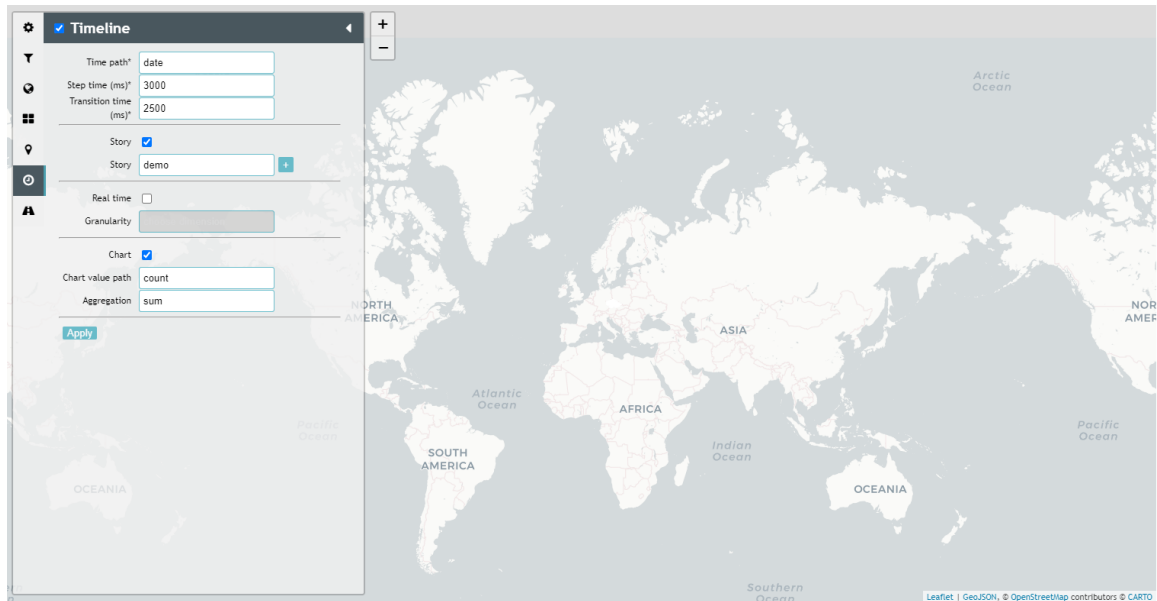 Timeline
+
−
Time path*
date
Step time (ms)*
3000
Transition time
(ms)*
2500
Story
Story
demo
+
Real time
Granularity
Chart
Chart value path
count
Aggregation
sum
Apply
Arctic
Ocean
NORTH
AMERICA
ASIA
NOR
AMER
Atlantic
Ocean
AFRICA
Pacific
Ocean
Pacific
Ocean
Indian
Ocean
SOUTH
AMERICA
OCEANIA
OCEANIA
Southern
Ocean
Leaflet | GeoJSON, © OpenStreetMap contributors © CARTO